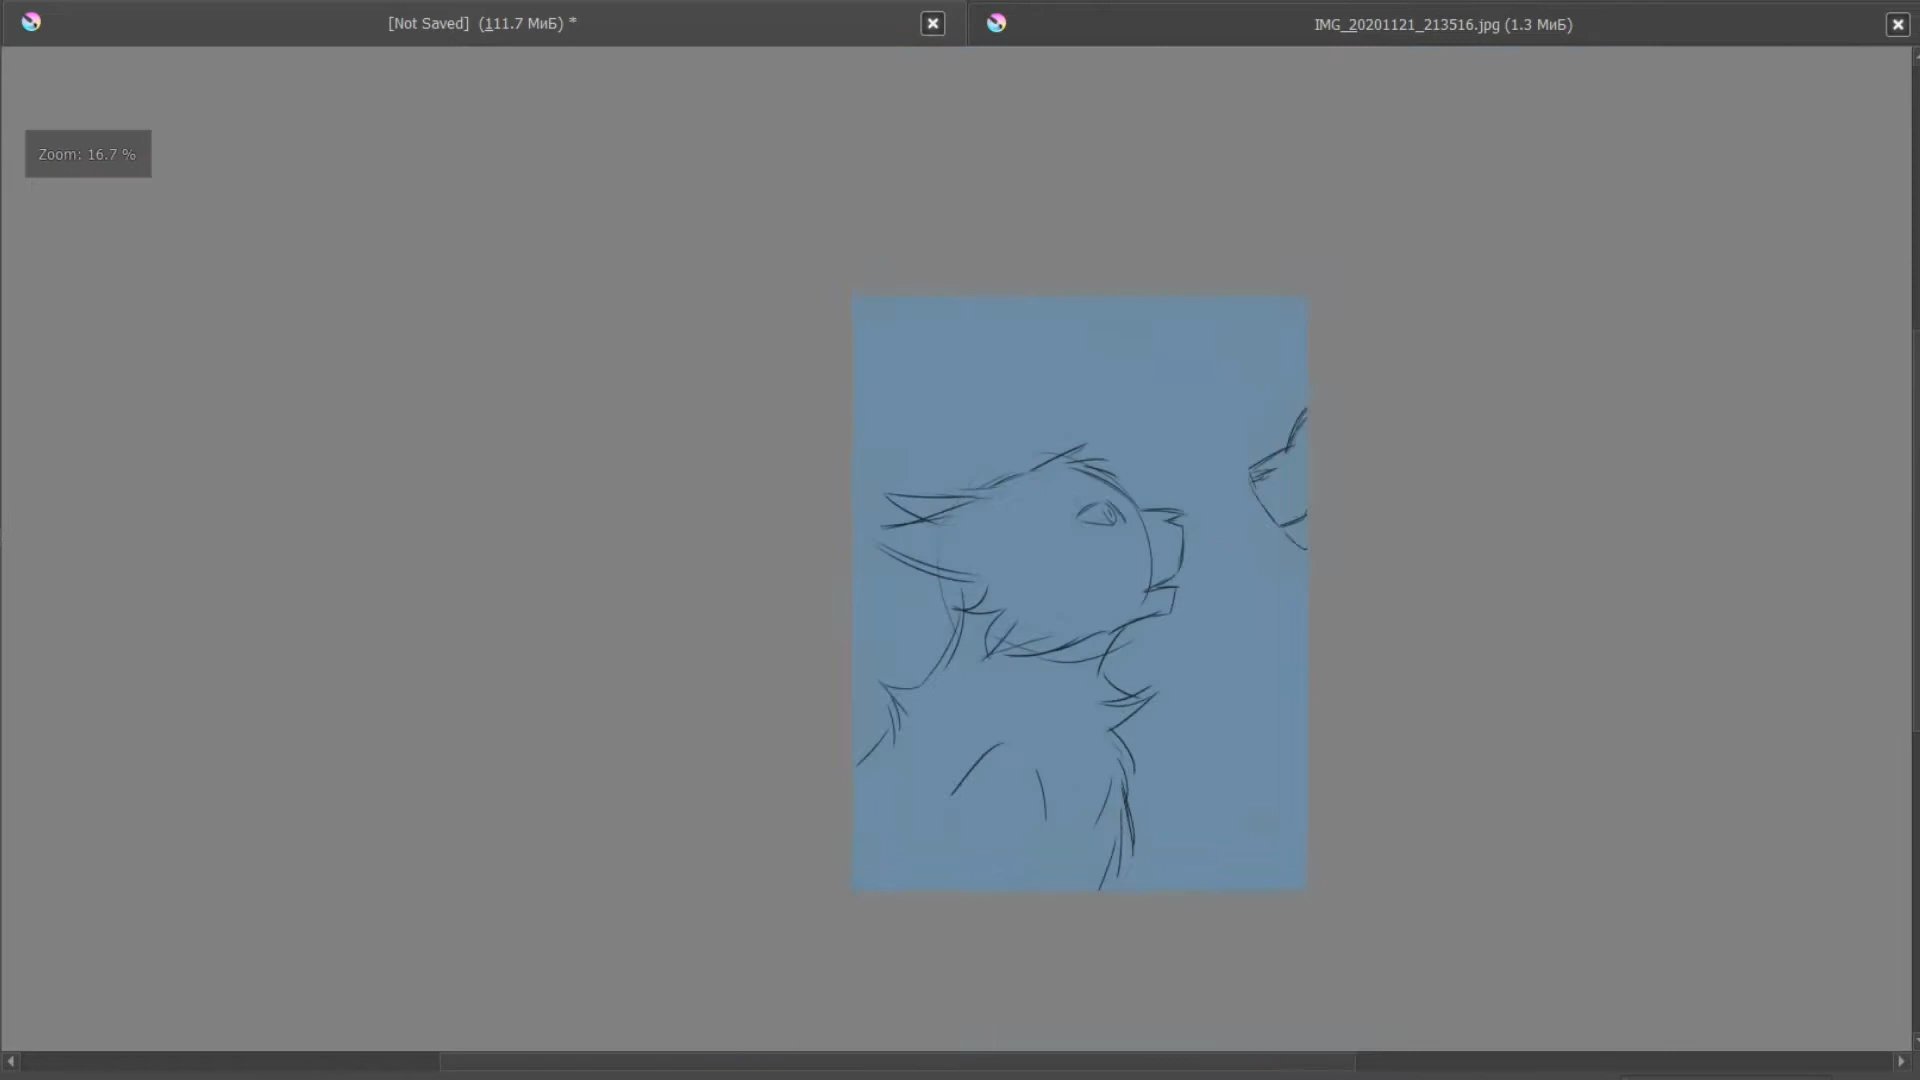 [Not Saved]  (111.7 МиБ) *
IMG_20201121_213516.jpg (1.3 МиБ)
Zoom: 16.7 %